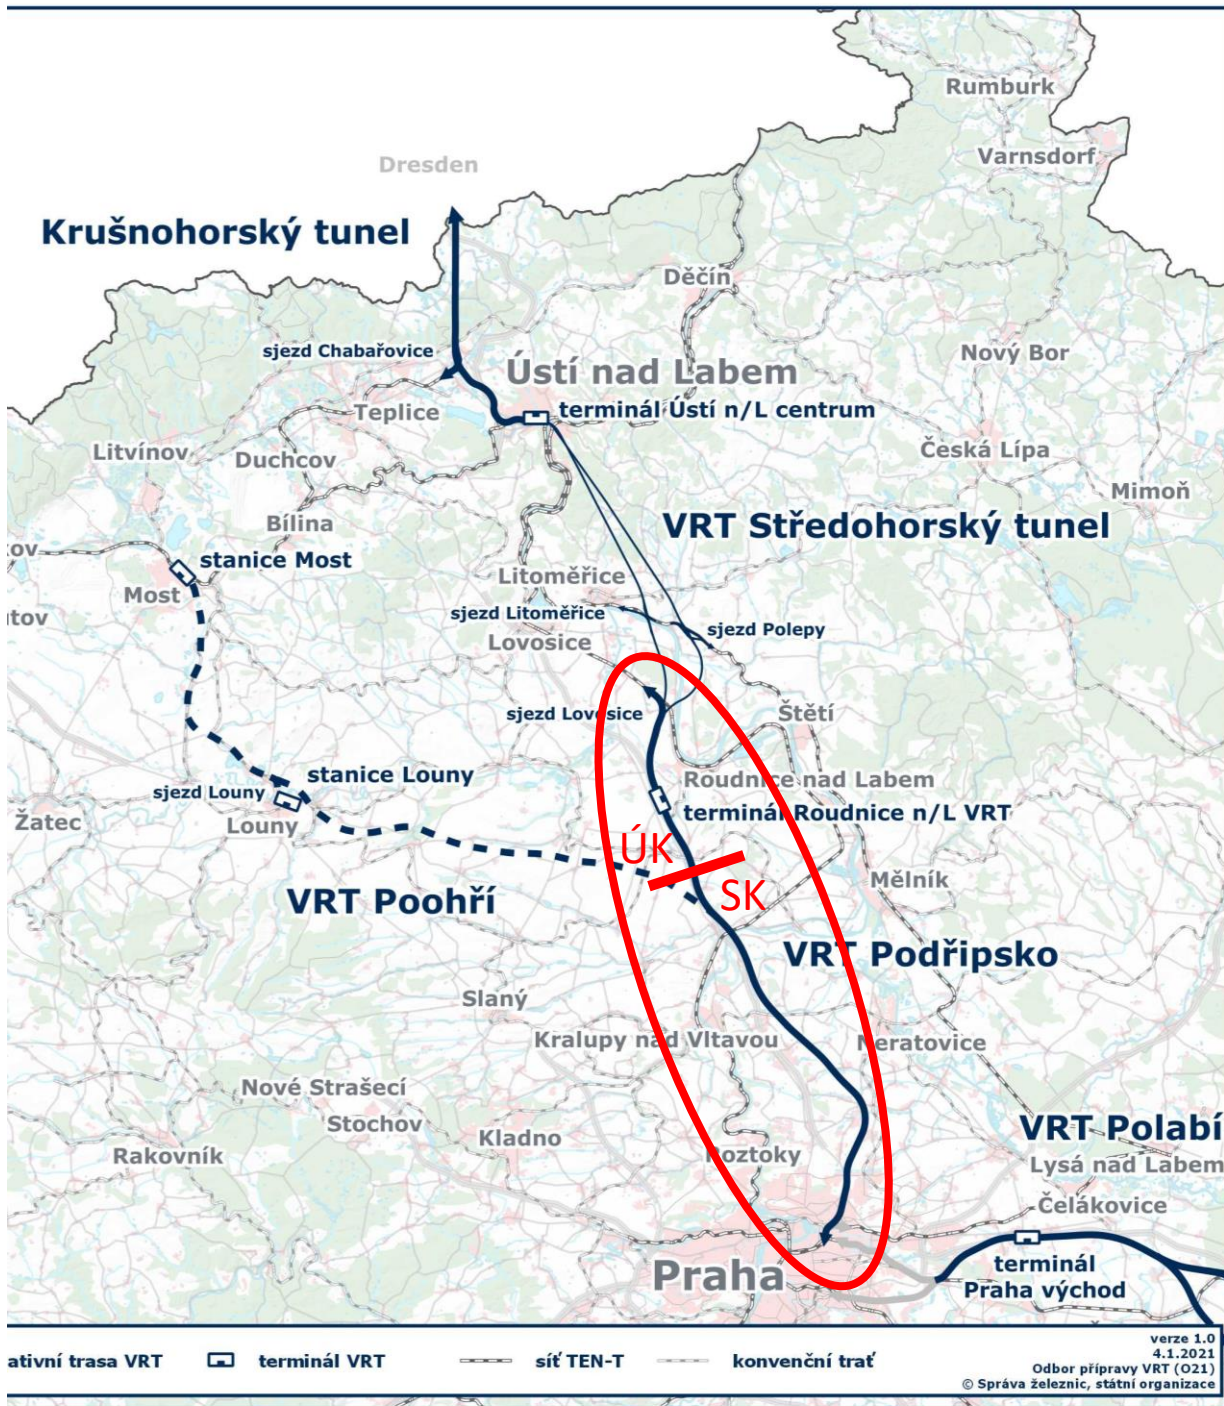 Rumburk
Varnsdorf
Dresden
Krušnohorský tunel
Děčín
sjezd Chabařovice
Nový Bor
Ústí nad Labem
Teplice
terminál Ústí n/L centrum
Litvínov
Duchcov
Česká Lípa
Mimoň
Bílina
VRT Středohorský tunel
ov
stanice Most
Most
Litoměřice
tov
sjezd Litoměřice
sjezd Polepy
Lovosice
sjezd Lovosice
Štětí
stanice Louny
Roudnice nad Labem
sjezd Louny
terminál Roudnice n/L VRT
Žatec
Louny
ÚK
SK
Mělník
VRT Poohří
VRT Podřipsko
Slaný
Kralupy nad Vltavou
Neratovice
Nové Strašecí
Stochov
Kladno
VRT Polabí
Rakovník
Roztoky
Lysá nad Labem
Čelákovice
Praha
terminál
Praha východ
ativní trasa VRT
terminál VRT
síť TEN-T
konvenční trať
verze 1.0
4.1.2021
Odbor přípravy VRT (O21)
© Správa železnic, státní organizace